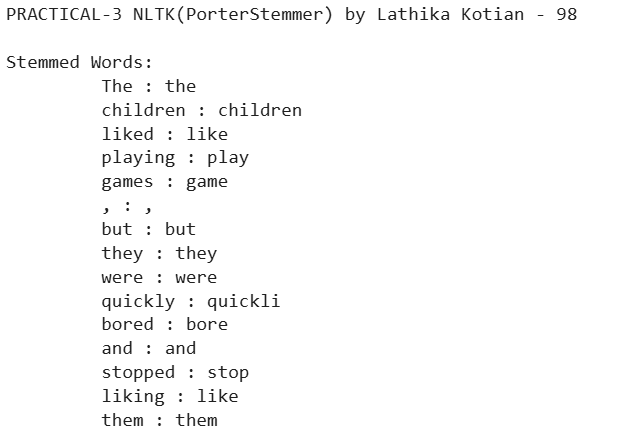 PRACTICAL-3 NLTK(PorterStemmer) by Lathika Kotian - 98
Stemmed Words:
The : the
children : children
liked : like
playing : play
games : game
, : ,
but : but
they : they
were : were
quickly : quickli
bored : bore
and : and
stopped : stop
liking : like
them : them